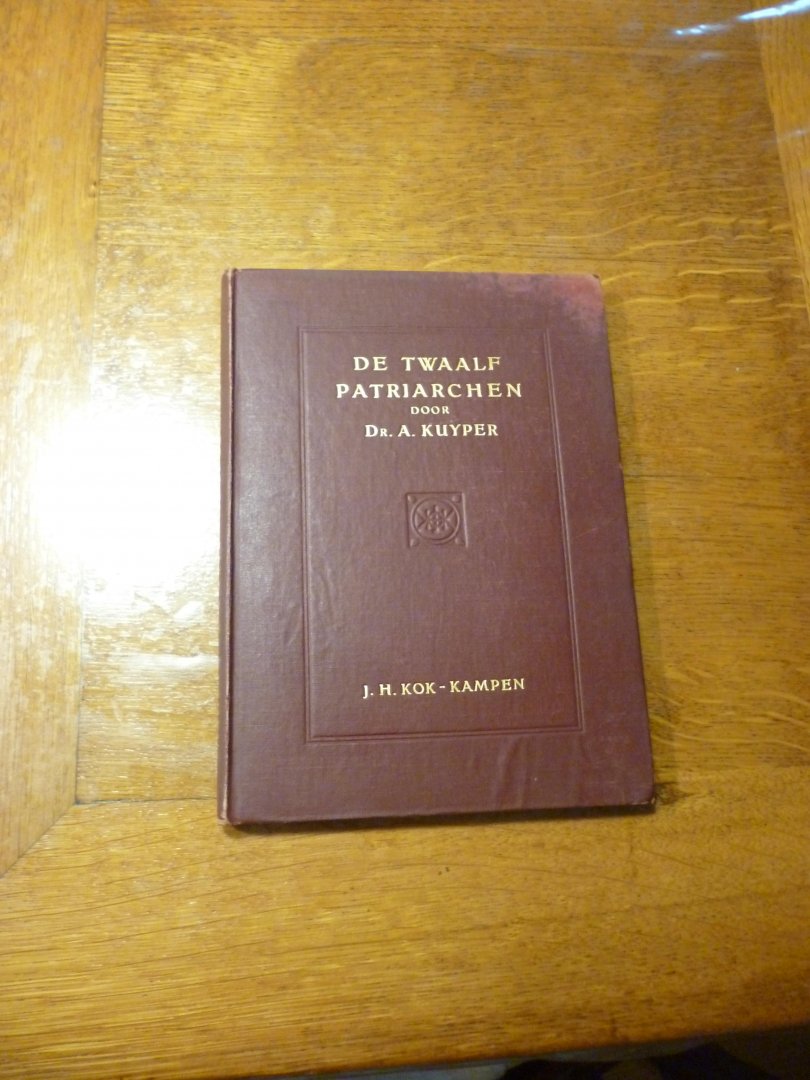 DE TWAALF
PATRIARCHEN
DOOR
DR. A. KUYPER
J. H. KOK - KAMPEN